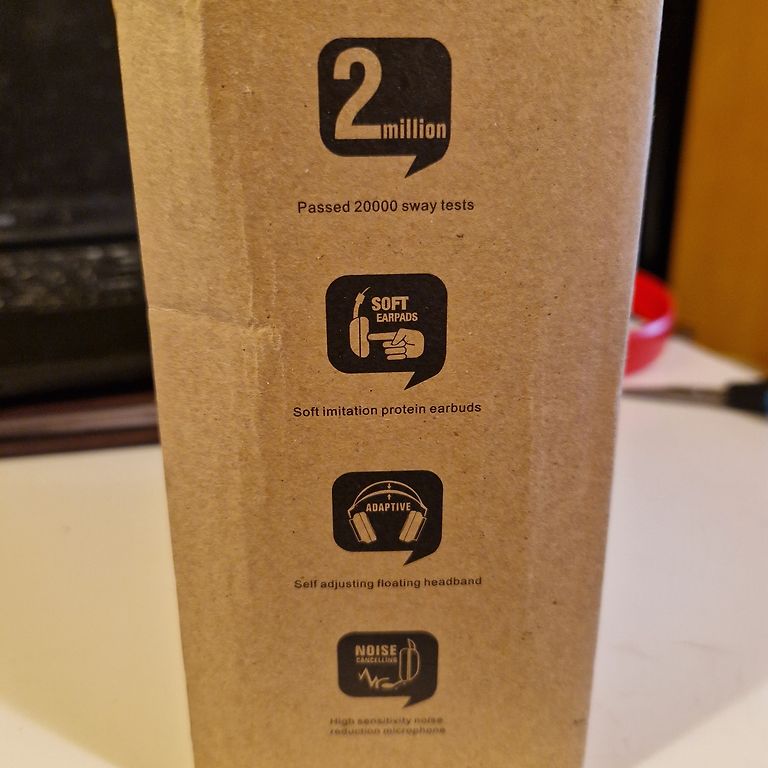 2 million
Passed 20000 sway tests
SOFT
EARPADS
Soft imitation protein earbuds
ADAPTIVE
Self adjusting floating headband
NOISE
CANCELLING
High sensitivity noise
reduction microphone